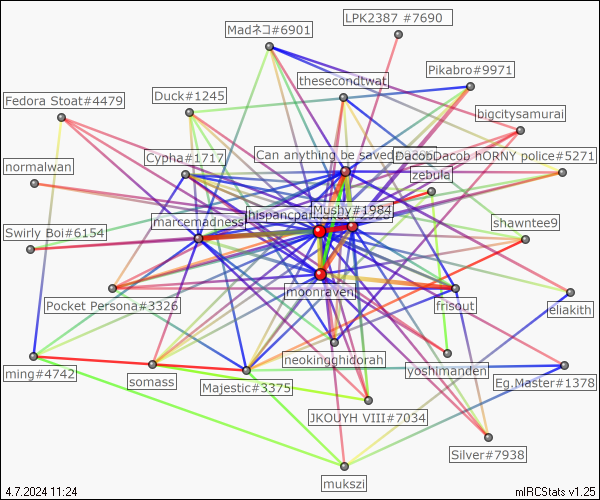 LPK2387 #7690
Madネコ#6901
Pikabro#9971
thesecondtwat
Duck#1245
Fedora Stoat#4479
bigcitysamurai
Can anything be saved
DacobDacob hORNY police#5271
Cypha#1717
normalwan
zebula
hispancpa
Mushy#1984
marcemadness
shawntee9
Swirly Boi#6154
moonraven
Pocket Persona#3326
frisout
eliakith
neokingghidorah
ming#4742
somass
Majestic#3375
yoshimanden
Eg.Master#1378
JKOUYH VIII#7034
Silver#7938
mukszi
4.7.2024 11:24
mIRCStats v1.25